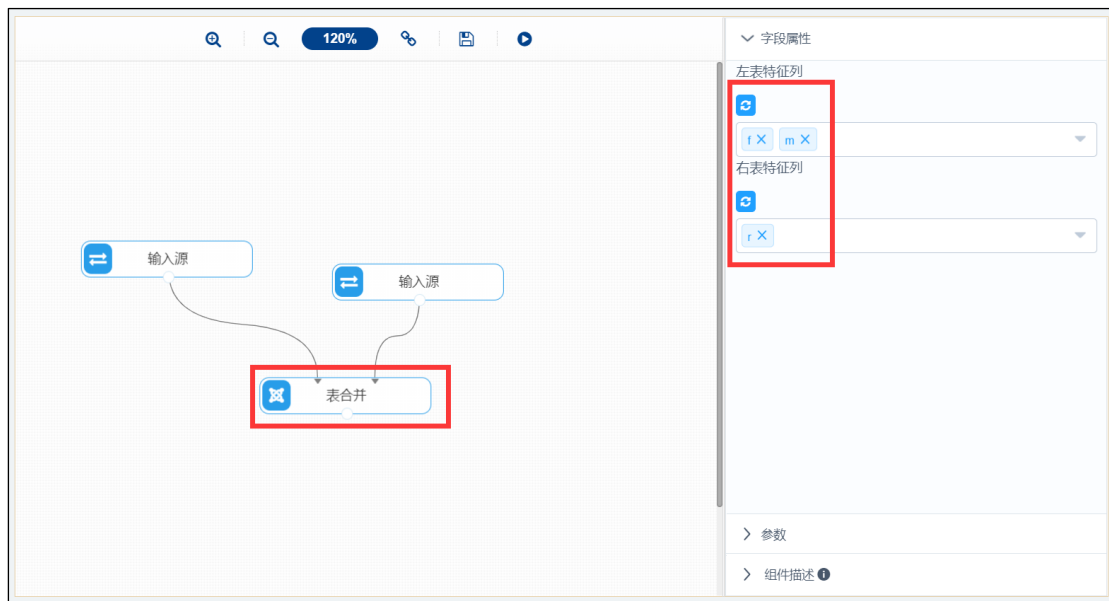 120%
字段属性
左表特征列
f × m ×
右表特征列
r ×
输入源
输入源
表合并
参数
组件描述